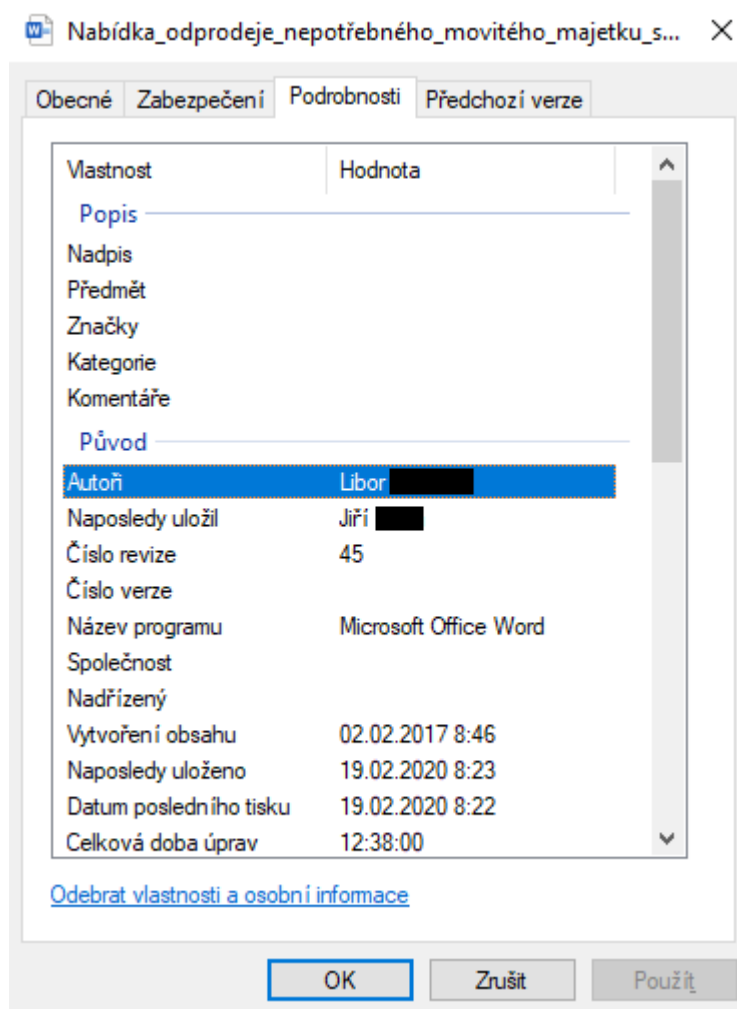 Nabídka_odprodeje_nepotřebného_movitého_majetku_s...
Obecné Zabezpečení Podrobnosti Předchozí verze
Vlastnost Hodnota
Popis
Nadpis
Předmět
Značky
Kategorie
Komentáře
Původ
Autoři Libor
Naposledy uložil Jiří
Číslo revize 45
Číslo verze
Název programu Microsoft Office Word
Společnost
Nadřízený
Vytvoření obsahu 02.02.2017 8:46
Naposledy uloženo 19.02.2020 8:23
Datum posledního tisku 19.02.2020 8:22
Celková doba úprav 12:38:00
Odebrat vlastnosti a osobní informace
OK Zrušit Použít